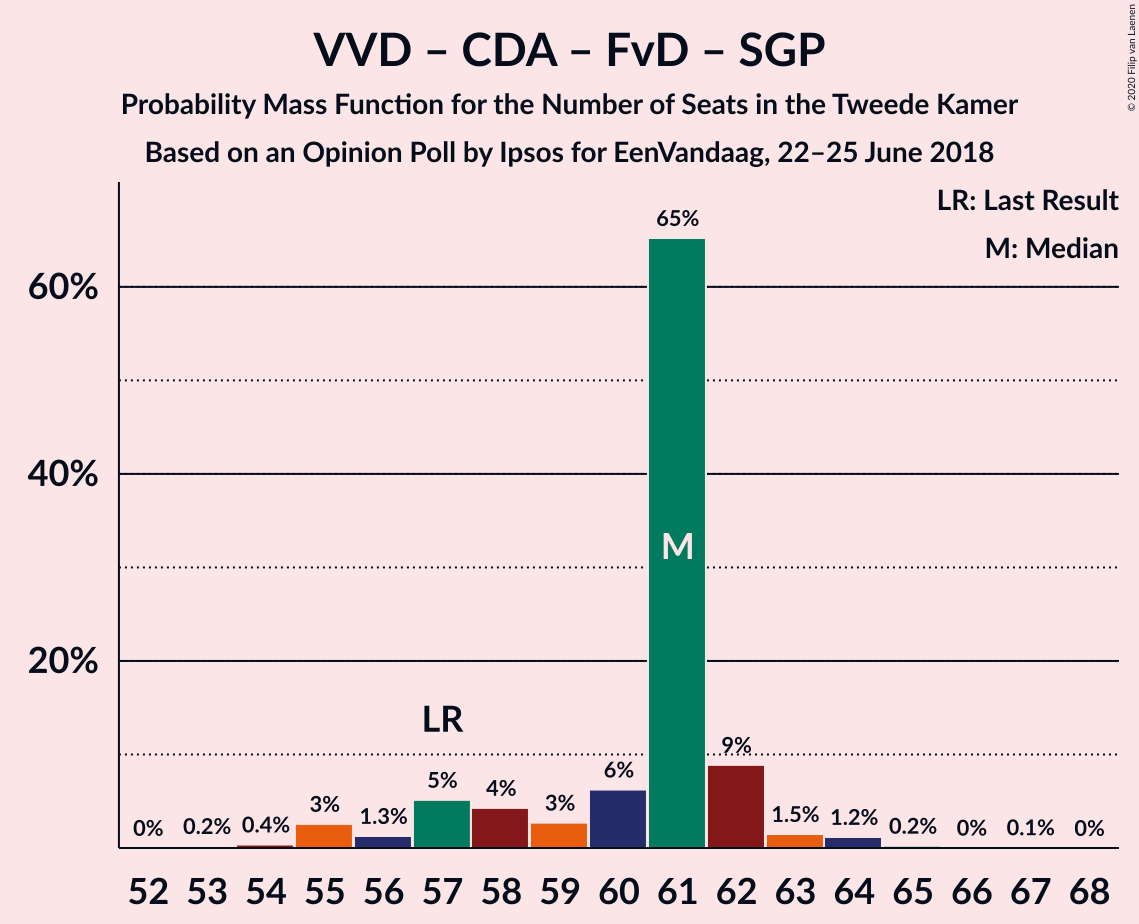 VVD – CDA – FvD – SGP
Probability Mass Function for the Number of Seats in the Tweede Kamer
Based on an Opinion Poll by Ipsos for EenVandaag, 22–25 June 2018
© 2020 Filip van Laenen
LR: Last Result
M: Median
65%
60%
40%
M
20%
LR
9%
6%
5%
4%
3%
3%
1.5%
1.3%
1.2%
0.4%
0.2%
0.2%
0%
0%
0.1%
0%
52 53 54 55 56 57 58 59 60 61 62 63 64 65 66 67 68